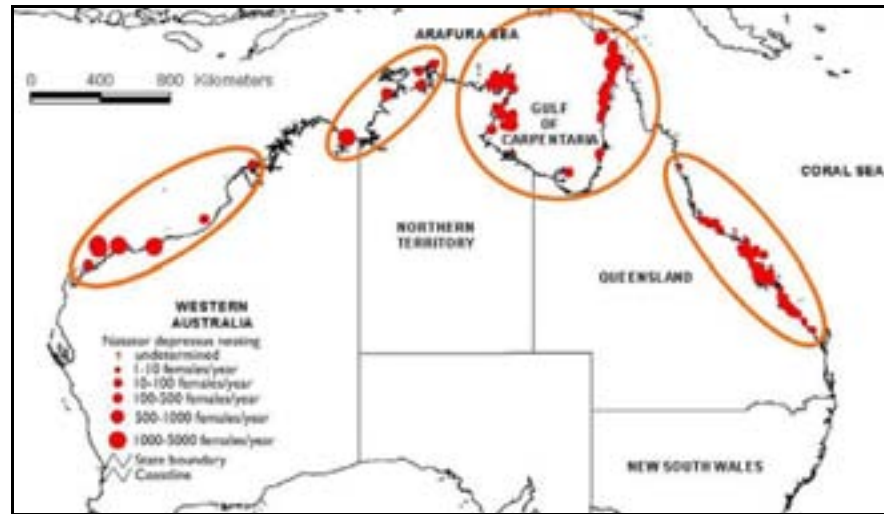 ARAFURA SEA
0 400 800 Kilometers
GULF
OF
CARPENTARIA
CORAL SEA
NORTHERN
TERRITORY
QUEENSLAND
WESTERN
AUSTRALIA
Natator depressus nesting
undetermined
1-10 females/year
10-100 females/year
100-500 females/year
500-1000 females/year
1000-5000 females/year
State boundary
Coastline
NEW SOUTH WALES